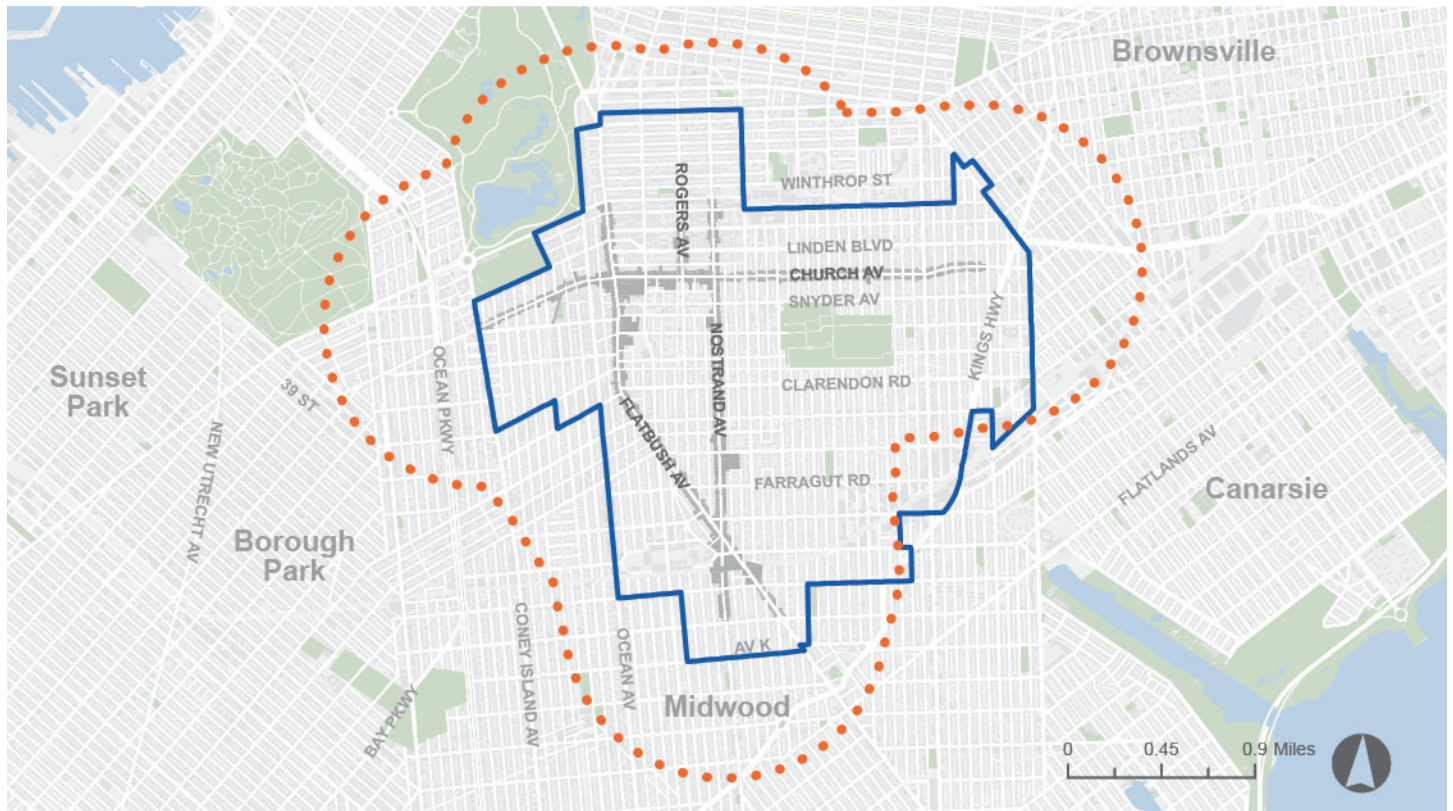 Brownsville
ROGERS AV
WINTHROP ST
LINDEN BLVD
CHURCH AV
SNYDER AV
NOSTRAND AV
KINGS HWY
OCEAN PKWY
Sunset
Park
39 ST
CLARENDON RD
FLATBUSH AV
NEW UTRECHT AV
FLATLANDS AV
FARRAGUT RD
Canarsie
Borough
Park
CONEY ISLAND AV
OCEAN AV
AV K
BAY PKWY
Midwood
0 0.45 0.9 Miles